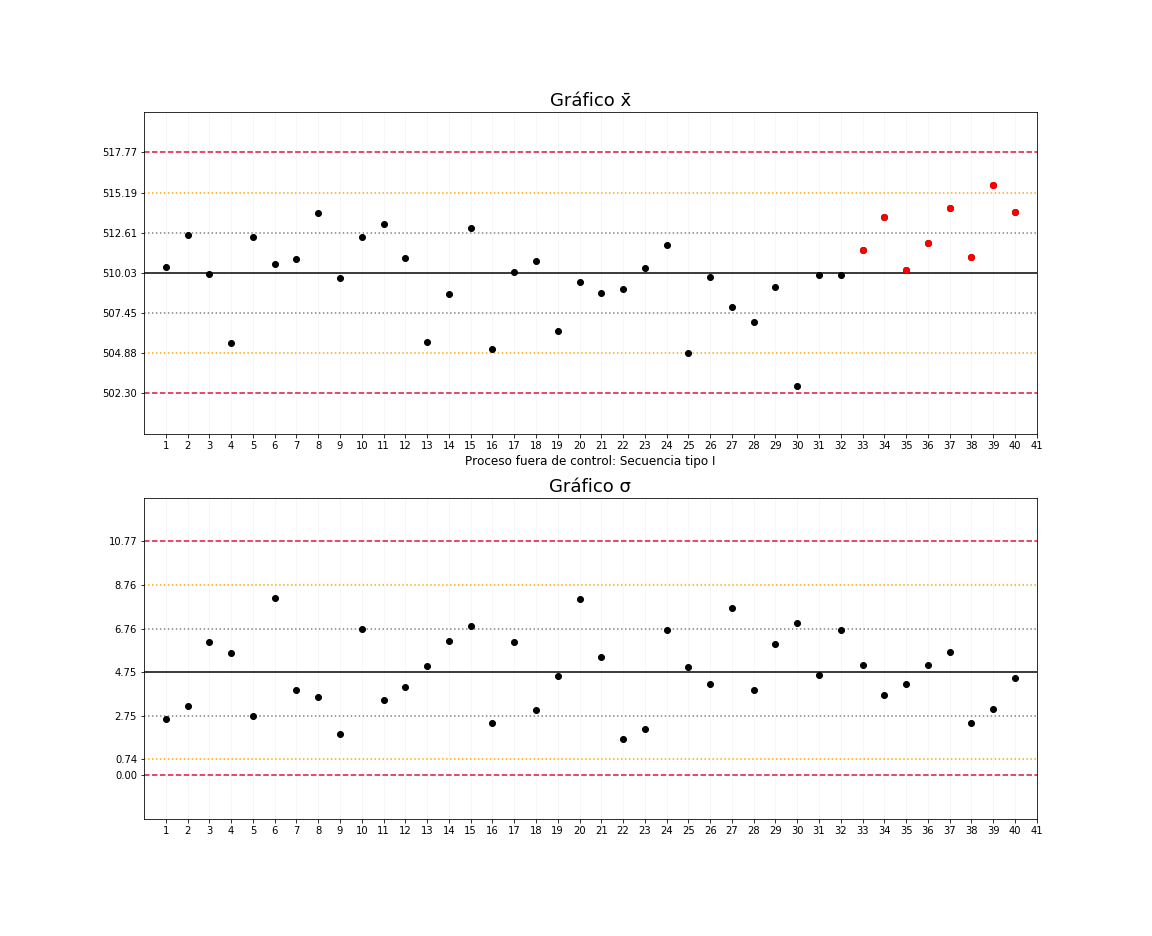 Gráfico x̄
517.77
515.19
512.61
510.03
507.45
504.88
502.30
1 2 3 4 5 6 7 8 9 10 11 12 13 14 15 16 17 18 19 20 21 22 23 24 25 26 27 28 29 30 31 32 33 34 35 36 37 38 39 40 41
Proceso fuera de control: Secuencia tipo I
Gráfico σ
10.77
8.76
6.76
4.75
2.75
0.74
0.00
1 2 3 4 5 6 7 8 9 10 11 12 13 14 15 16 17 18 19 20 21 22 23 24 25 26 27 28 29 30 31 32 33 34 35 36 37 38 39 40 41